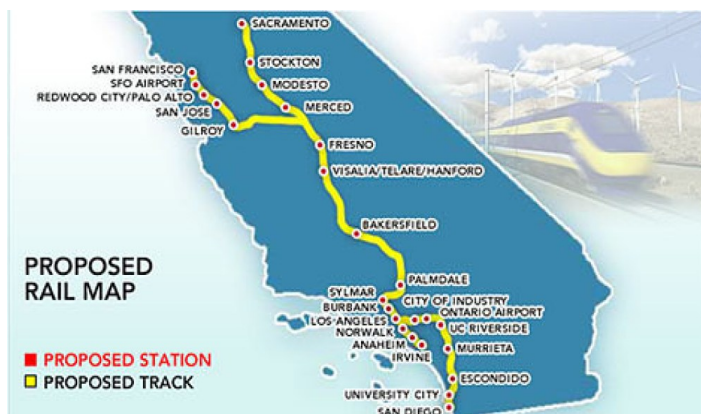 SACRAMENTO
STOCKTON
MODESTO
MERCED
SAN FRANCISCO
SFO AIRPORT
REDWOOD CITY/PALO ALTO
SAN JOSE
GILROY
FRESNO
VISALIA/TELARE/HANFORD
BAKERSFIELD
PALMDALE
SYLMAR
CITY OF INDUSTRY
BURBANK
ONTARIO AIRPORT
LOS ANGELES
UC RIVERSIDE
NORWALK
ANAHEIM
MURRIETA
IRVINE
ESCONDIDO
UNIVERSITY CITY
SAN DIEGO
PROPOSED
RAIL MAP
PROPOSED STATION
PROPOSED TRACK